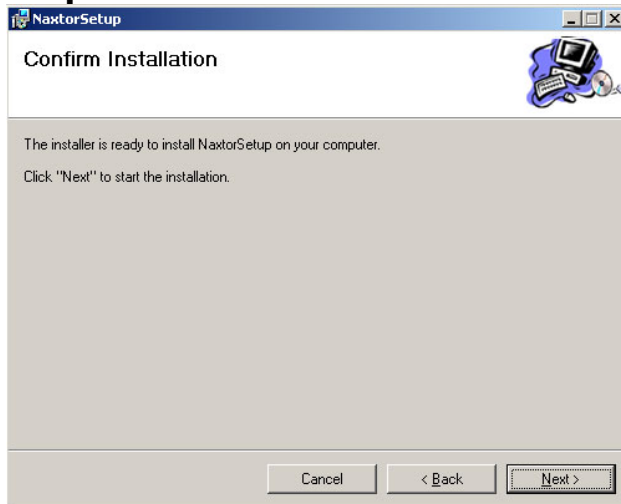 NaxtorSetup
Confirm Installation
The installer is ready to install NaxtorSetup on your computer.
Click "Next" to start the installation.
Cancel
< Back
Next >